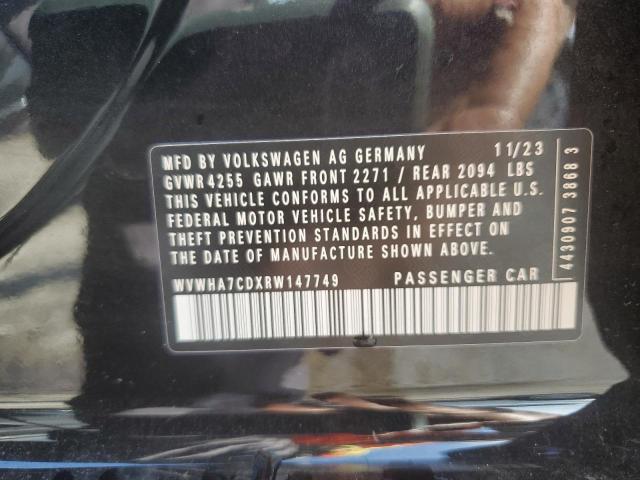 MFD BY VOLKSWAGEN AG GERMANY 11/23
GVWR 4255 GAWR FRONT 2271 / REAR 2094 LBS
THIS VEHICLE CONFORMS TO ALL APPLICABLE U.S.
FEDERAL MOTOR VEHICLE SAFETY, BUMPER AND
THEFT PREVENTION STANDARDS IN EFFECT ON
THE DATE OF MANUFACTURE SHOWN ABOVE.
WVWHA7CDXRW147749 PASSENGER CAR
4430907 3868 3